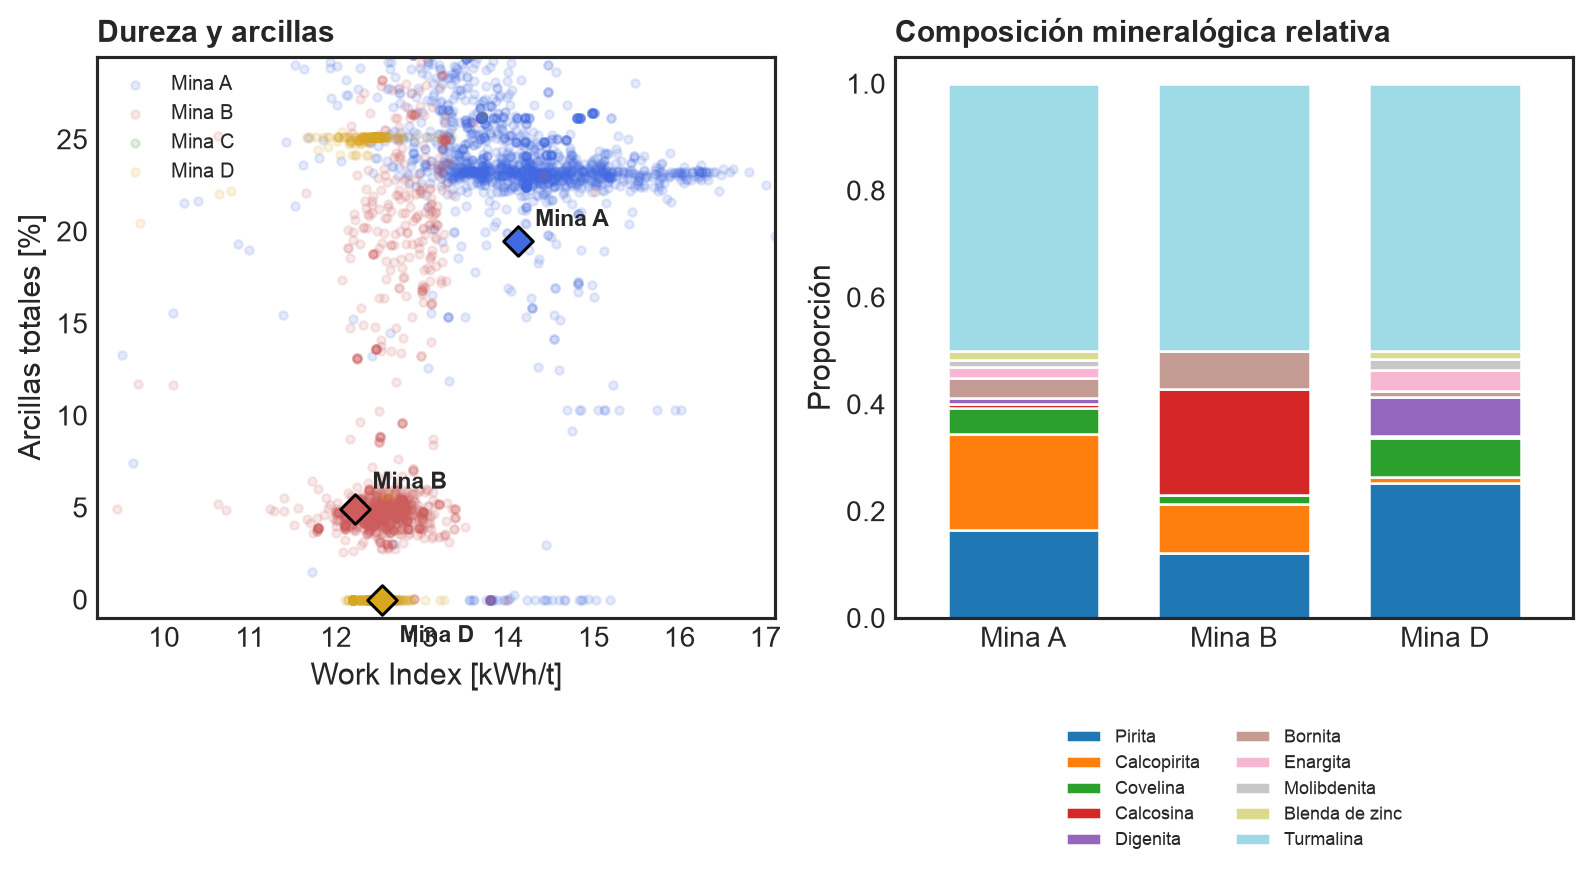 Dureza y arcillas
Mina A
Mina B
Mina C
Mina D
Arcillas totales [%]
25
20
15
10
5
0
Mina A
Mina B
Mina D
10 11 12 13 14 15 16 17
Work Index [kWh/t]
Composición mineralógica relativa
Proporción
1.0
0.8
0.6
0.4
0.2
0.0
Mina A Mina B Mina D
Pirita
Calcopirita
Covelina
Calcosina
Digenita
Bornita
Enargita
Molibdenita
Blenda de zinc
Turmalina